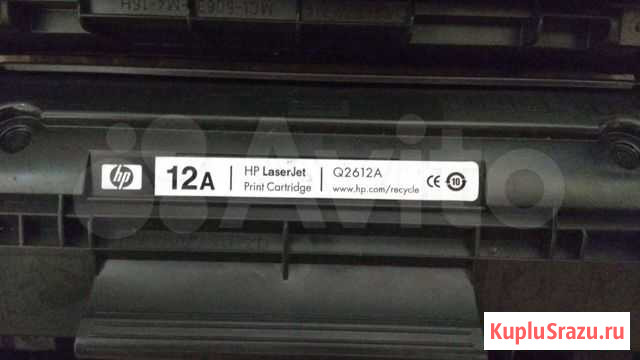 hp
12A
HP LaserJet
Print Cartridge
Q2612A
www.hp.com/recycle
CE
10
Avito
KupluSrazu.ru